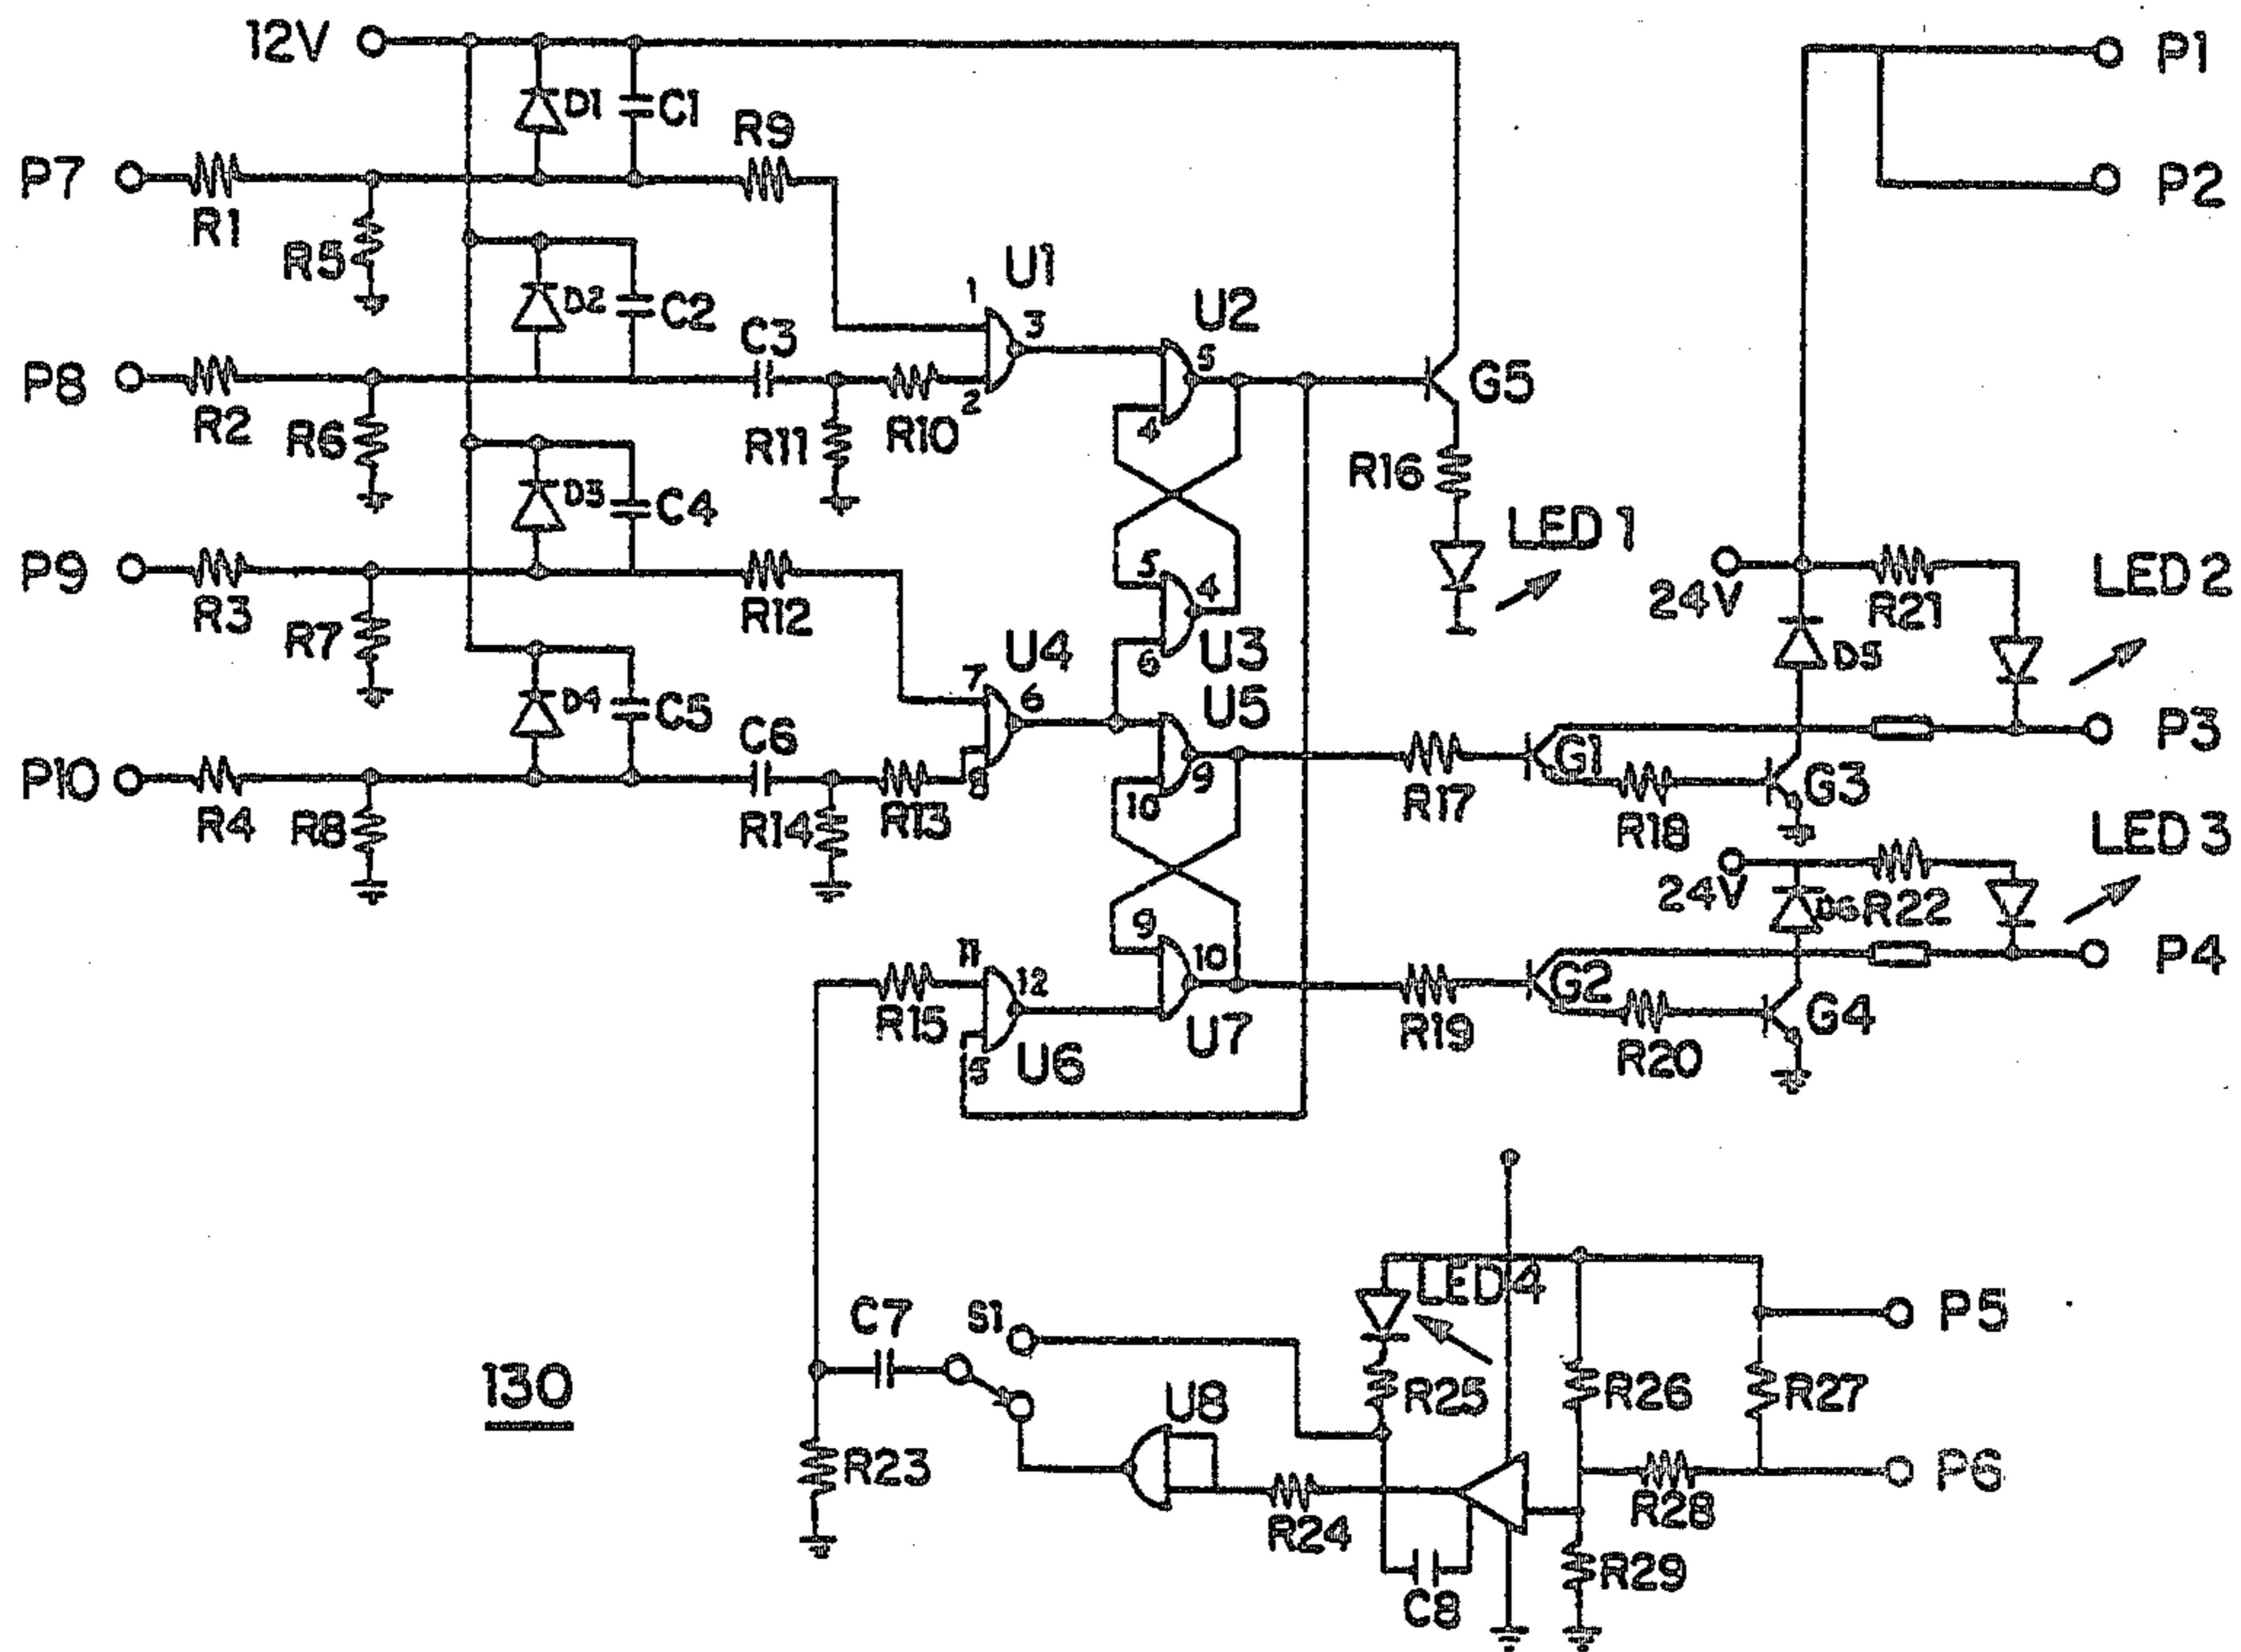 12V
P1
D1
C1
R9
P7
P2
R1
R5
U1
D2
C2
1
3
U2
C3
P8
5
G5
R2
2
4
R6
R11
R10
R16
D3
C4
LED 1
P9
5
4
24V
R21
LED 2
R3
R12
R7
6
U3
D5
U4
7
6
U5
D4
C5
C6
P3
P10
8
9
G1
G3
R4
R8
R14
R13
10
R17
R18
LED 3
24V
9
D6
R22
11
12
10
P4
G2
R15
U7
R19
G4
5
U6
R20
LED 4
C7
S1
P5
130
R25
R26
R27
U8
R23
P6
R28
R24
C8
R29